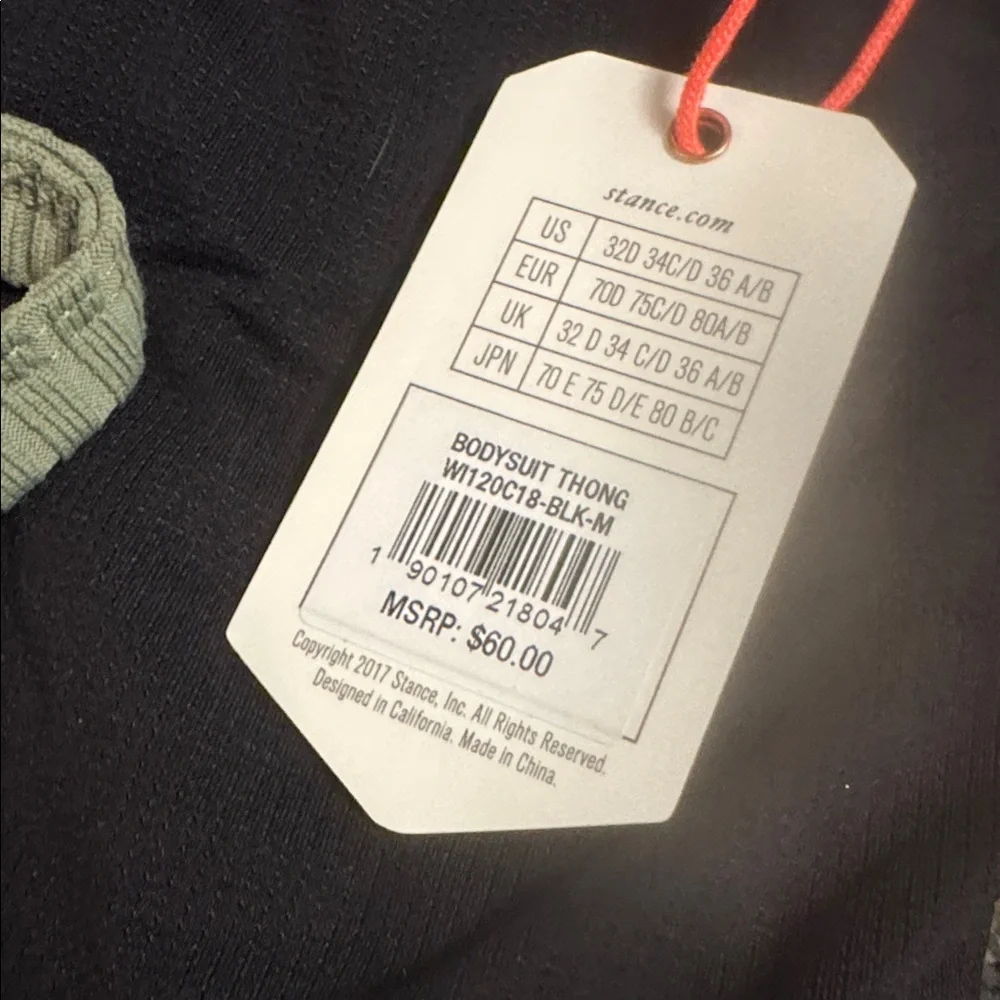 stance.com
US 32D 34C/D 36 A/B
EUR 70D 75C/D 80A/B
UK 32 D 34 C/D 36 A/B
JPN 70 E 75 D/E 80 B/C
BODYSUIT THONG
WI120C18-BLK-M
1 90107 21804 7
MSRP: $60.00
Copyright 2017 Stance, Inc. All Rights Reserved.
Designed in California. Made in China.